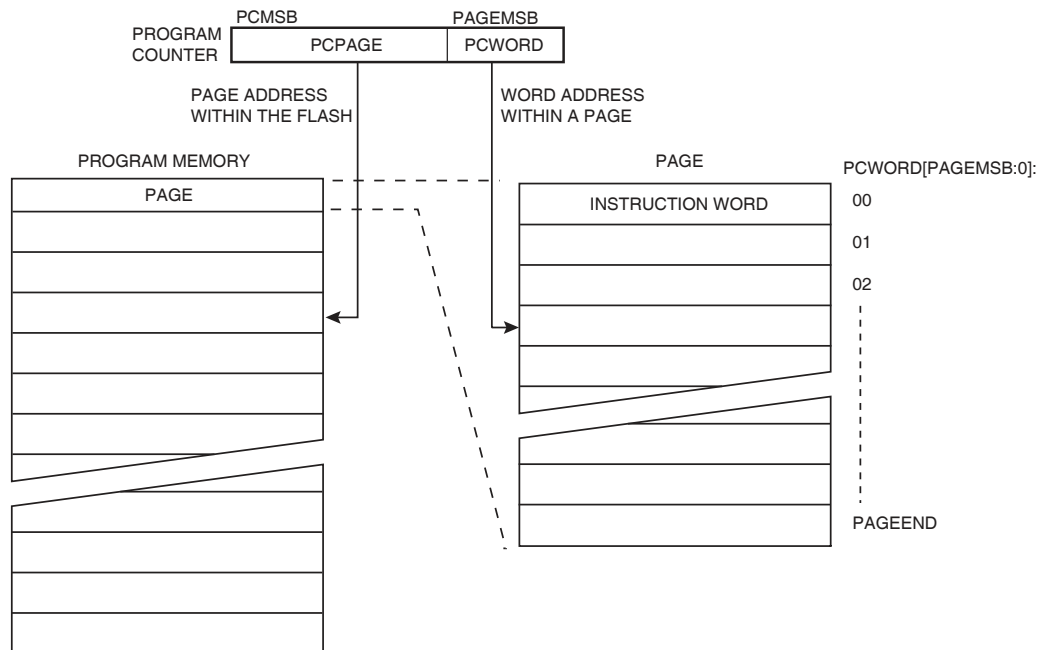 PCMSB
PAGEMSB
PROGRAM
COUNTER
PCPAGE
PCWORD
PAGE ADDRESS
WITHIN THE FLASH
WORD ADDRESS
WITHIN A PAGE
PROGRAM MEMORY
PAGE
PAGE
PCWORD[PAGEMSB:0]:
INSTRUCTION WORD
00
01
02
PAGEEND